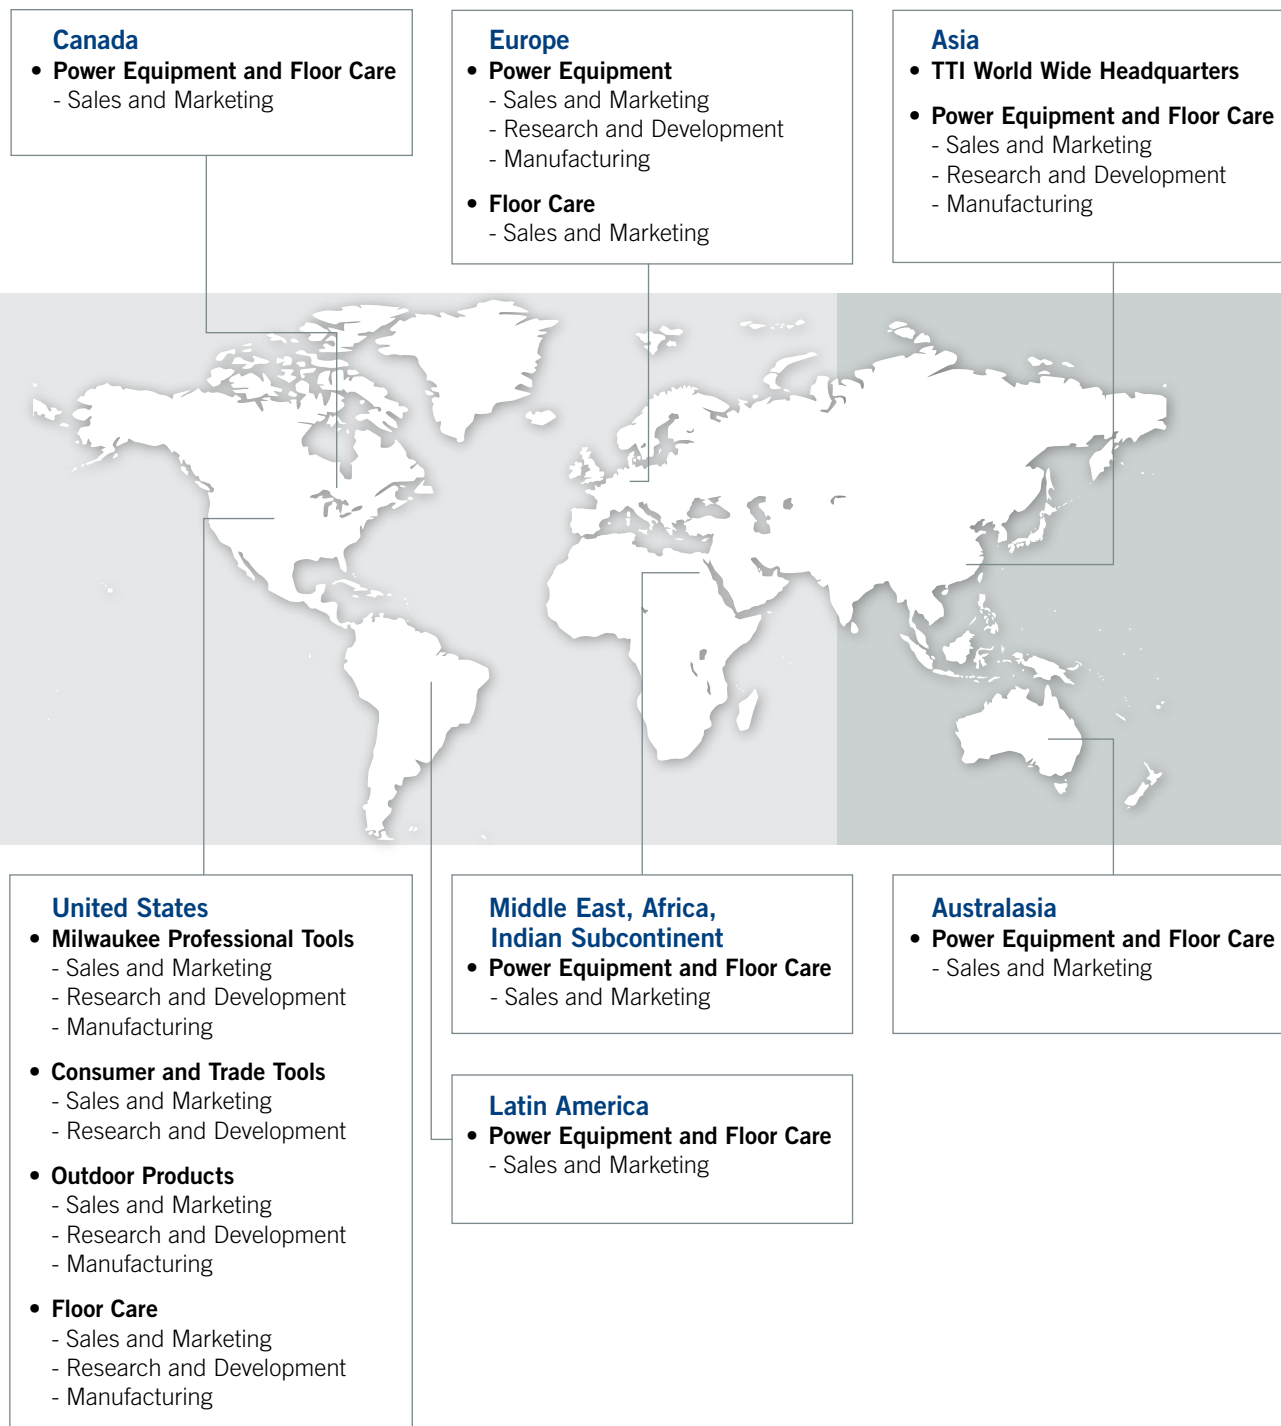 Canada
• Power Equipment and Floor Care
- Sales and Marketing
Europe
• Power Equipment
- Sales and Marketing
- Research and Development
- Manufacturing
• Floor Care
- Sales and Marketing
Asia
• TTI World Wide Headquarters
• Power Equipment and Floor Care
- Sales and Marketing
- Research and Development
- Manufacturing
United States
• Milwaukee Professional Tools
- Sales and Marketing
- Research and Development
- Manufacturing
• Consumer and Trade Tools
- Sales and Marketing
- Research and Development
• Outdoor Products
- Sales and Marketing
- Research and Development
- Manufacturing
• Floor Care
- Sales and Marketing
- Research and Development
- Manufacturing
Middle East, Africa,
Indian Subcontinent
• Power Equipment and Floor Care
- Sales and Marketing
Latin America
• Power Equipment and Floor Care
- Sales and Marketing
Australasia
• Power Equipment and Floor Care
- Sales and Marketing